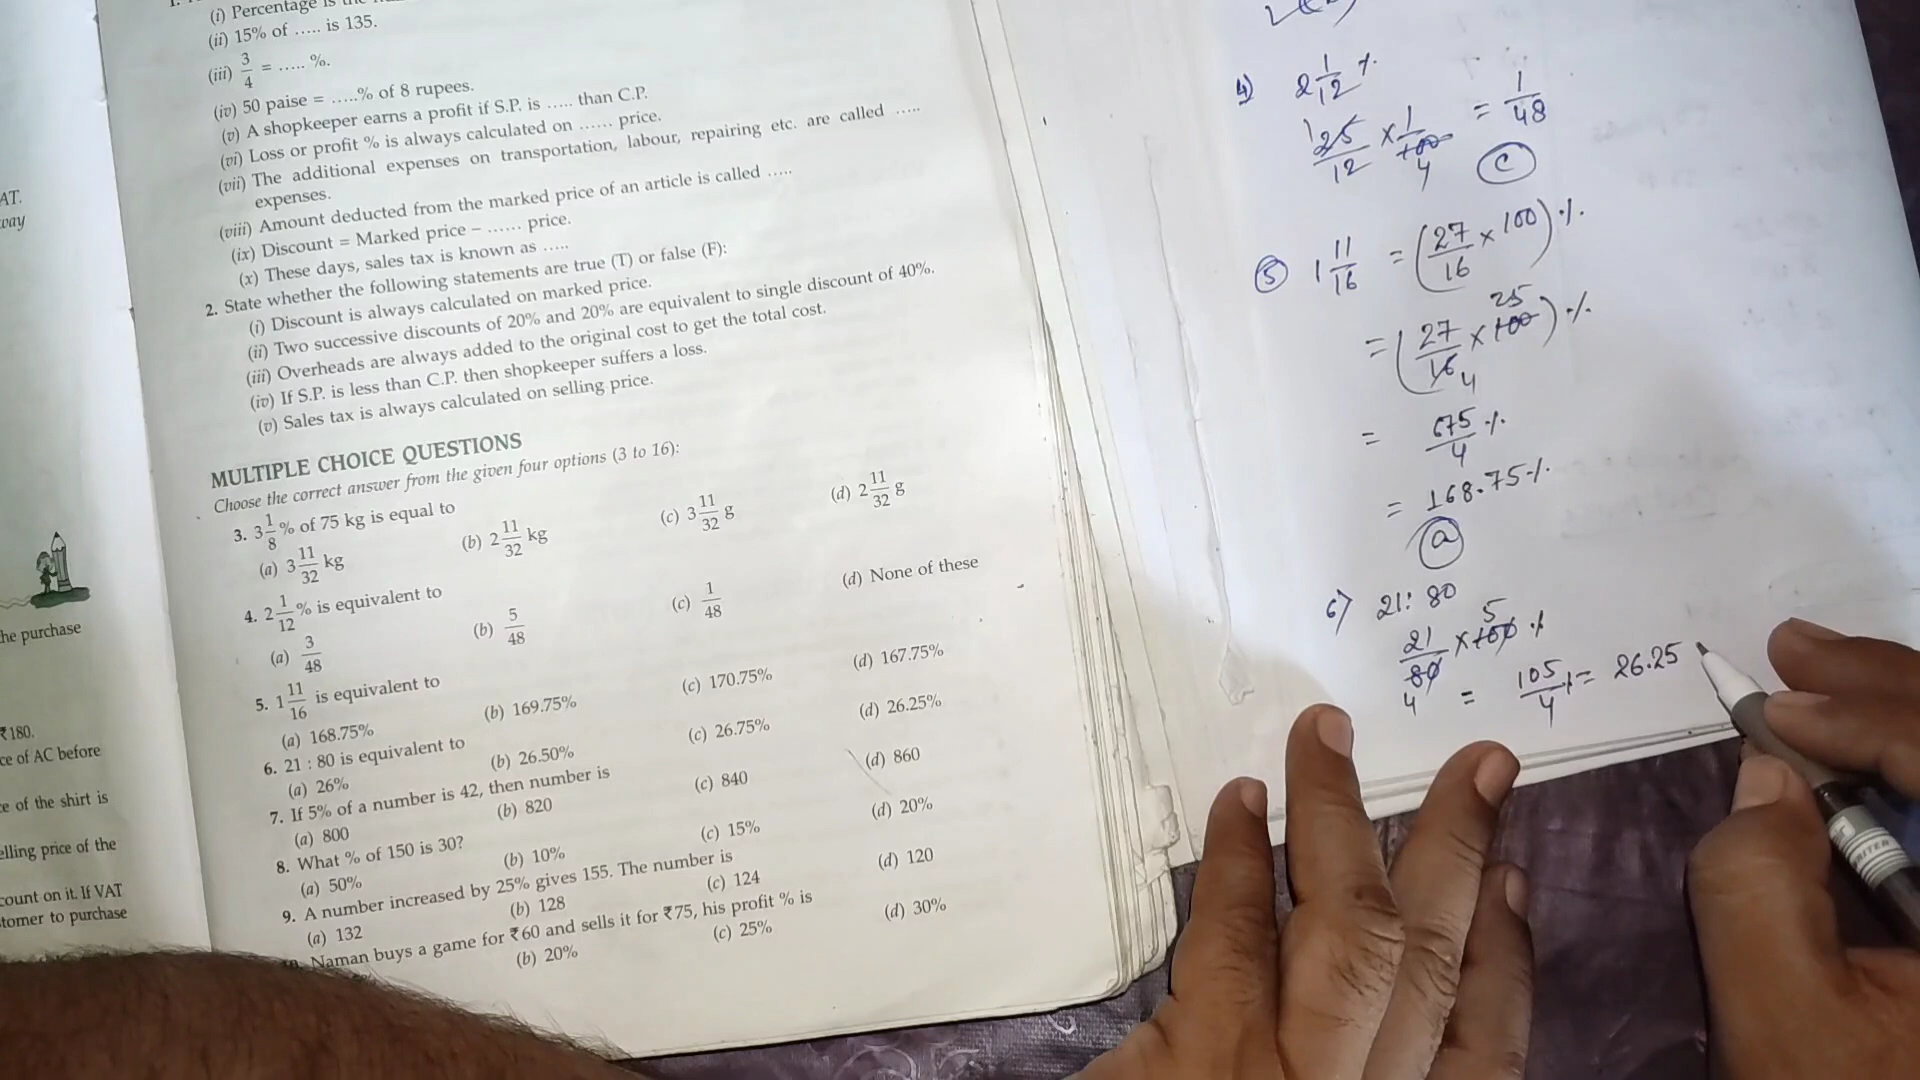 (i) Percentage is the
(ii) 15% of ..... is 135.
(iii) 3/4 = ..... %.
(iv) 50 paise = .....% of 8 rupees.
(v) A shopkeeper earns a profit if S.P. is ..... than C.P.
(vi) Loss or profit % is always calculated on ...... price.
(vii) The additional expenses on transportation, labour, repairing etc. are called .....
expenses.
(viii) Amount deducted from the marked price of an article is called .....
(ix) Discount = Marked price – ...... price.
(x) These days, sales tax is known as .....
2. State whether the following statements are true (T) or false (F):
(i) Discount is always calculated on marked price.
(ii) Two successive discounts of 20% and 20% are equivalent to single discount of 40%.
(iii) Overheads are always added to the original cost to get the total cost.
(iv) If S.P. is less than C.P. then shopkeeper suffers a loss.
(v) Sales tax is always calculated on selling price.
MULTIPLE CHOICE QUESTIONS
Choose the correct answer from the given four options (3 to 16):
3. 3 1/8 % of 75 kg is equal to
(a) 3 11/32 kg (b) 2 11/32 kg (c) 3 11/32 g (d) 2 11/32 g
4. 2 1/12 % is equivalent to
(a) 3/48 (b) 5/48 (c) 1/48 (d) None of these
5. 1 11/16 is equivalent to
(a) 168.75% (b) 169.75% (c) 170.75% (d) 167.75%
6. 21 : 80 is equivalent to
(a) 26% (b) 26.50% (c) 26.75% (d) 26.25%
7. If 5% of a number is 42, then number is
(a) 800 (b) 820 (c) 840 (d) 860
8. What % of 150 is 30?
(a) 50% (b) 10% (c) 15% (d) 20%
9. A number increased by 25% gives 155. The number is
(a) 132 (b) 128 (c) 124 (d) 120
Naman buys a game for ₹60 and sells it for ₹75, his profit % is
(b) 20% (c) 25% (d) 30%
AT.
way
he purchase
₹180.
ce of AC before
e of the shirt is
elling price of the
count on it. If VAT
tomer to purchase
4) 2 1/12 %
25/12 × 1/100 = 1/48
1 4
(c)
(5) 1 11/16 = (27/16 × 100) %
= (27/16 × 100) %
25 4
= 675/4 %
= 168.75 %
(a)
6) 21 : 80
21/80 × 100 %
5
4 = 105/4 % = 26.25